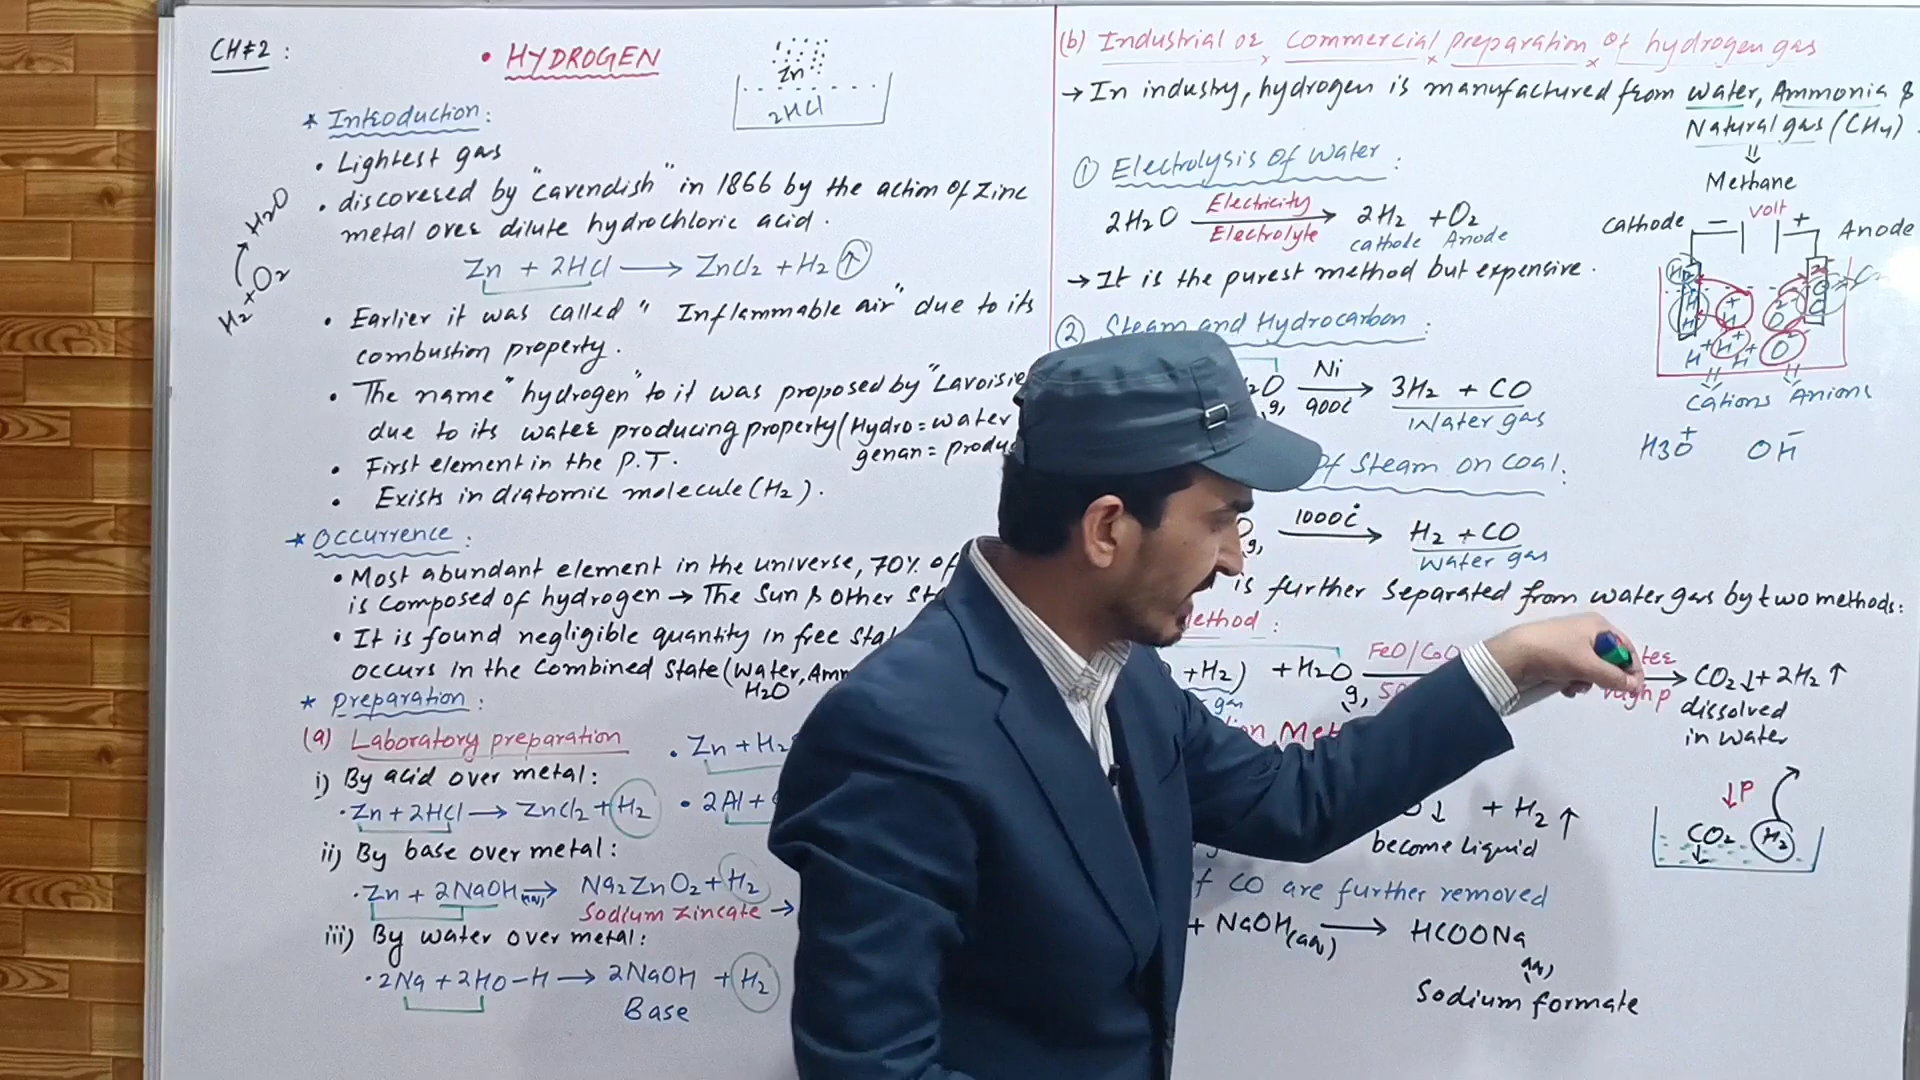 CH#2 :
• HYDROGEN
Zn
2HCl
* Introduction :
• Lightest gas
• discovered by "Cavendish" in 1866 by the action of Zinc
metal over dilute hydrochloric acid.
Zn + 2HCl → ZnCl2 + H2 ↑
H2+O2 → H2O
• Earlier it was called " Inflammable air" due to its
combustion property.
• The name "hydrogen" to it was proposed by "Lavoisie
due to its water producing property (Hydro = water
genan = produ
• First element in the P.T.
• Exists in diatomic molecule (H2).
* Occurrence :
• Most abundant element in the universe, 70% of
is composed of hydrogen → The Sun & other St
• It is found negligible quantity in free sta
occurs in the combined state (water, Amm
H2O
* Preparation :
(a) Laboratory preparation
i) By acid over metal :
• Zn + 2HCl → ZnCl2 + H2
• Zn + H2
• 2Al +
ii) By base over metal :
• Zn + 2NaOH(aq) → Na2ZnO2 + H2
Sodium Zincate →
iii) By water over metal :
• 2Na + 2HO-H → 2NaOH + H2
Base
(b) Industrial or Commercial preparation of hydrogen gas
→ In industry, hydrogen is manufactured from water, Ammonia &
Natural gas (CH4).
=
Methane
① Electrolysis of water :
2H2O Electricity → Electrolyte 2H2 + O2
cathode Anode
→ It is the purest method but expensive.
Cathode − Volt + Anode
H+ H+ H+
Cations Anions
H3O+ OH−
② Steam and Hydrocarbon :
2O g, Ni → 900c 3H2 + CO
Water gas
of Steam on Coal :
g, 1000c → H2 + CO
Water gas
is further separated from water gas by two methods :
ethod :
+H2) + H2O g, FeO/CoO
gas
high p → CO2 ↓ + 2H2 ↑
dissolved
in water
↓P
CO2 H2
on Met
O ↓ + H2 ↑
become liquid
f CO are further removed
+ NaOH(aq) → HCOONa
(aq)
Sodium formate